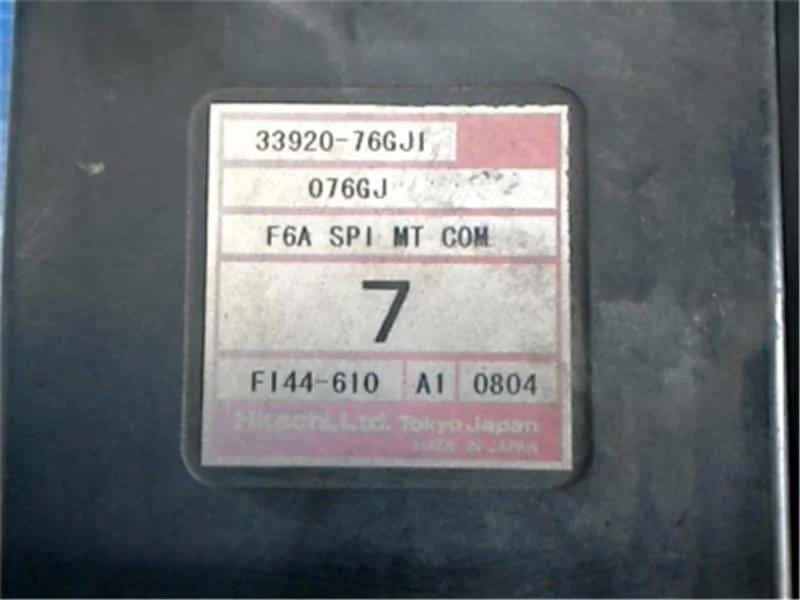 33920-76GJ1
076GJ
F6A SPI MT COM
7
F144-610 A1 0804
Hitachi, Ltd. Tokyo Japan
MADE IN JAPAN